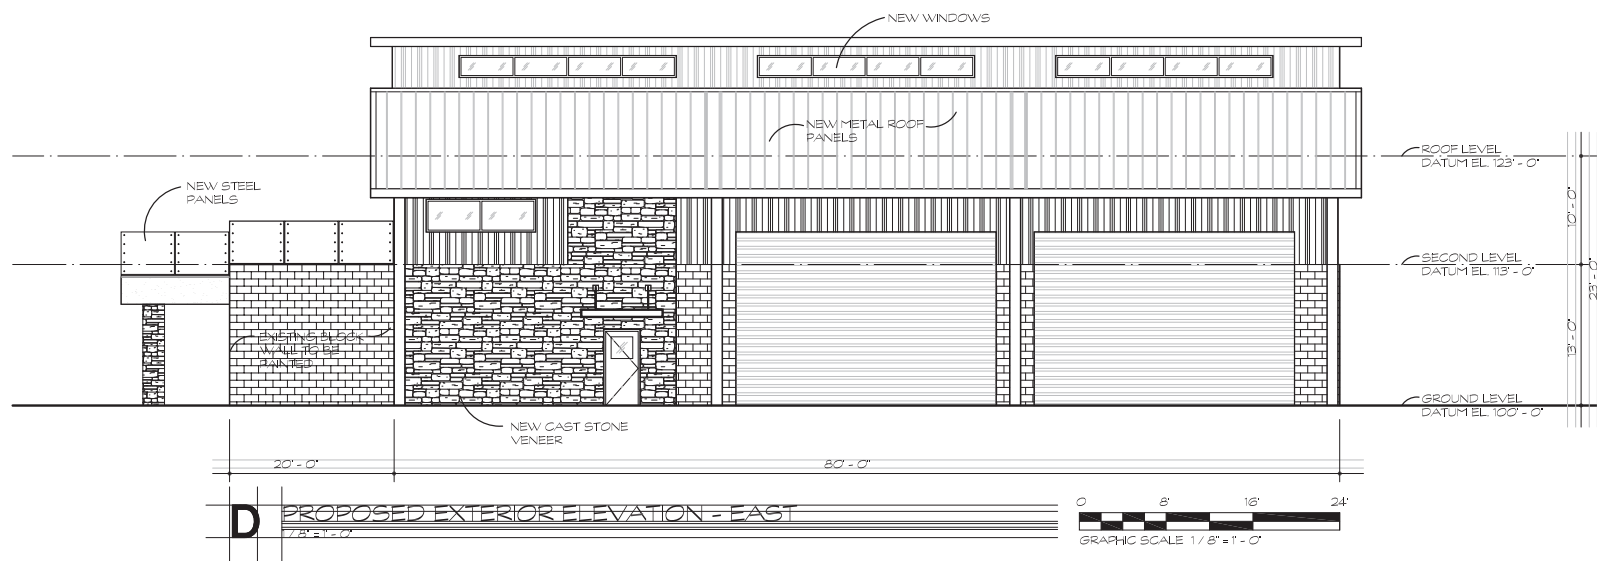 NEW WINDOWS
NEW METAL ROOF
PANELS
ROOF LEVEL
DATUM EL. 123' - 0"
NEW STEEL
PANELS
10' - 0"
SECOND LEVEL
DATUM EL. 113' - 0"
23' - 0"
EXISTING BLOCK
WALL TO BE
PAINTED
13' - 0"
GROUND LEVEL
DATUM EL. 100' - 0"
NEW CAST STONE
VENEER
20' - 0"
80' - 0"
D
PROPOSED EXTERIOR ELEVATION - EAST
1 / 8" = 1' - 0"
0 8' 16' 24'
GRAPHIC SCALE 1 / 8" = 1' - 0"